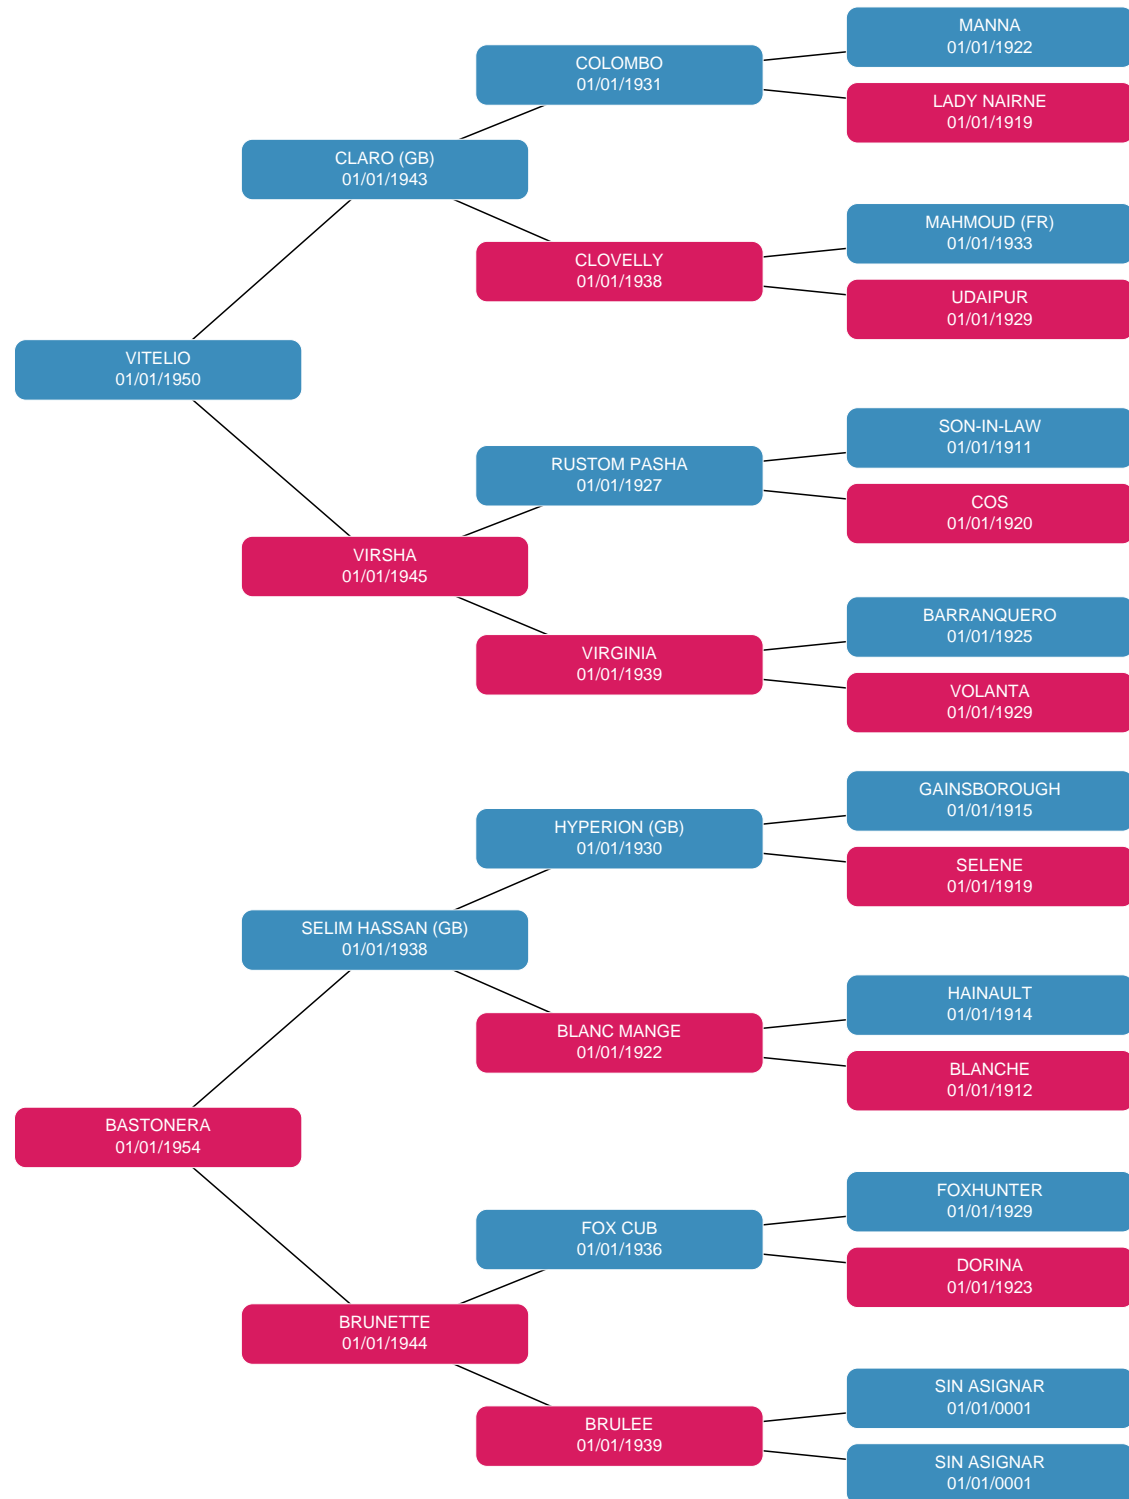 MANNA
01/01/1922
COLOMBO
01/01/1931
LADY NAIRNE
01/01/1919
CLARO (GB)
01/01/1943
MAHMOUD (FR)
01/01/1933
CLOVELLY
01/01/1938
UDAIPUR
01/01/1929
VITELIO
01/01/1950
SON-IN-LAW
01/01/1911
RUSTOM PASHA
01/01/1927
COS
01/01/1920
VIRSHA
01/01/1945
BARRANQUERO
01/01/1925
VIRGINIA
01/01/1939
VOLANTA
01/01/1929
GAINSBOROUGH
01/01/1915
HYPERION (GB)
01/01/1930
SELENE
01/01/1919
SELIM HASSAN (GB)
01/01/1938
HAINAULT
01/01/1914
BLANC MANGE
01/01/1922
BLANCHE
01/01/1912
BASTONERA
01/01/1954
FOXHUNTER
01/01/1929
FOX CUB
01/01/1936
DORINA
01/01/1923
BRUNETTE
01/01/1944
SIN ASIGNAR
01/01/0001
BRULEE
01/01/1939
SIN ASIGNAR
01/01/0001